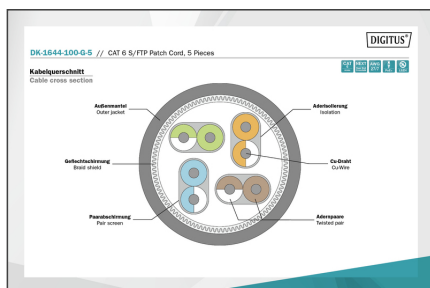 DIGITUS®
DK-1644-100-G-5 // CAT 6 S/FTP Patch Cord, 5 Pieces
Kabelquerschnitt
Cable cross section
Außenmantel
Outer jacket
Aderisolierung
Isolation
Geflechtschirmung
Braid shield
Cu-Draht
Cu-Wire
Paarabschirmung
Pair screen
Adernpaare
Twisted pair